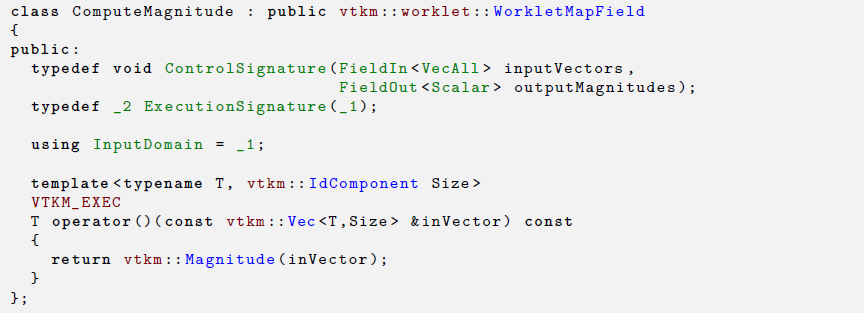 class ComputeMagnitude : public vtkm::worklet::WorkletMapField
{
public:
  typedef void ControlSignature(FieldIn<VecAll> inputVectors,
                                FieldOut<Scalar> outputMagnitudes);
  typedef _2 ExecutionSignature(_1);

  using InputDomain = _1;

  template<typename T, vtkm::IdComponent Size>
  VTKM_EXEC
  T operator()(const vtkm::Vec<T,Size> &inVector) const
  {
    return vtkm::Magnitude(inVector);
  }
};